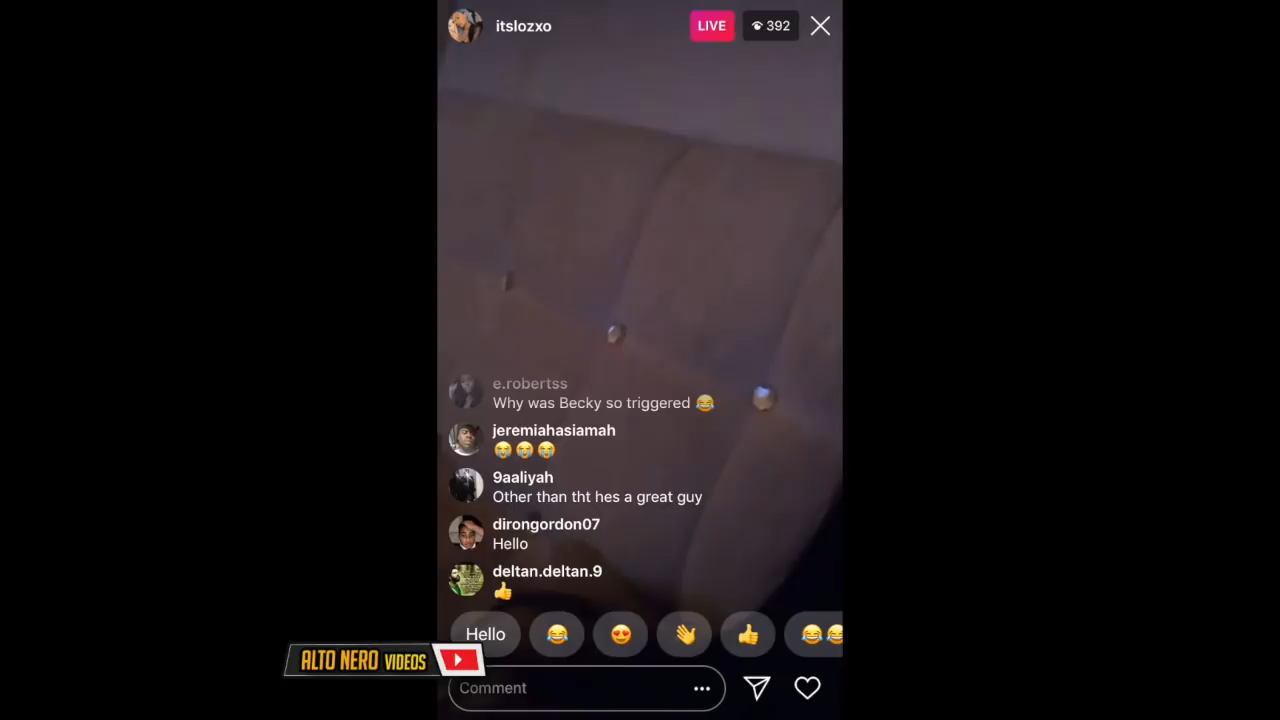 itslozxo
LIVE
392
e.robertss
Why was Becky so triggered 😂
jeremiahasiamah
😭😭😭
9aaliyah
Other than tht hes a great guy
dirongordon07
Hello
deltan.deltan.9
👍
Hello 😂 😍 👋 👍 😂😂
ALTO NERO VIDEOS
Comment